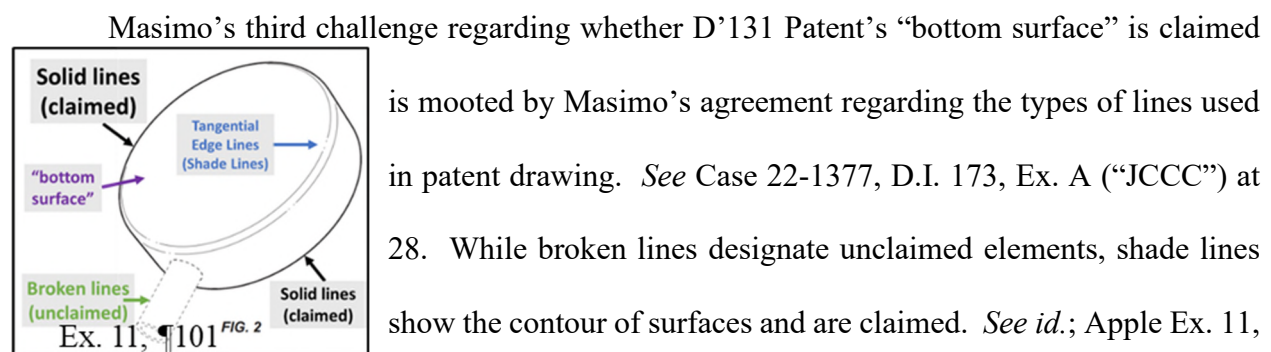 Masimo’s third challenge regarding whether D’131 Patent’s “bottom surface” is claimed
Solid lines
(claimed)
Tangential
Edge Lines
(Shade Lines)
“bottom
surface”
Broken lines
(unclaimed)
Solid lines
(claimed)
Ex. 11, ¶101
FIG. 2
is mooted by Masimo’s agreement regarding the types of lines used
in patent drawing. See Case 22-1377, D.I. 173, Ex. A (“JCCC”) at
28. While broken lines designate unclaimed elements, shade lines
show the contour of surfaces and are claimed. See id.; Apple Ex. 11,